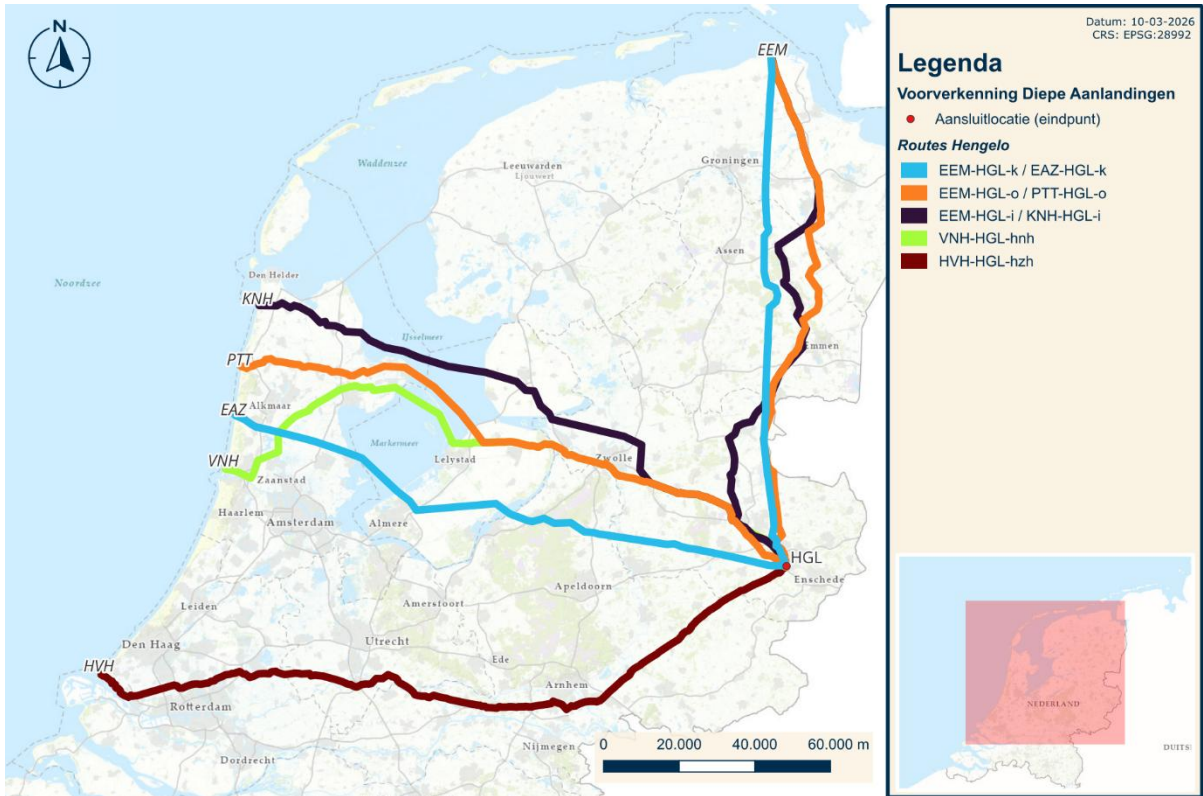 N
EEM
Waddenzee
Leeuwarden
Ljouwert
Groningen
Assen
Noordzee
Den Helder
KNH
IJsselmeer
Emmen
PTT
Alkmaar
EAZ
Markermeer
Lelystad
Zwolle
VNH
Zaanstad
Haarlem
Amsterdam
Almere
HGL
Enschede
Apeldoorn
Leiden
Amersfoort
Den Haag
Utrecht
Ede
HVH
Arnhem
Rotterdam
Nijmegen
Dordrecht
0 20.000 40.000 60.000 m
Datum: 10-03-2026
CRS: EPSG:28992
Legenda
Voorverkenning Diepe Aanlandingen
Aansluitlocatie (eindpunt)
Routes Hengelo
EEM-HGL-k / EAZ-HGL-k
EEM-HGL-o / PTT-HGL-o
EEM-HGL-i / KNH-HGL-i
VNH-HGL-hnh
HVH-HGL-hzh
NEDERLAND
DUITS